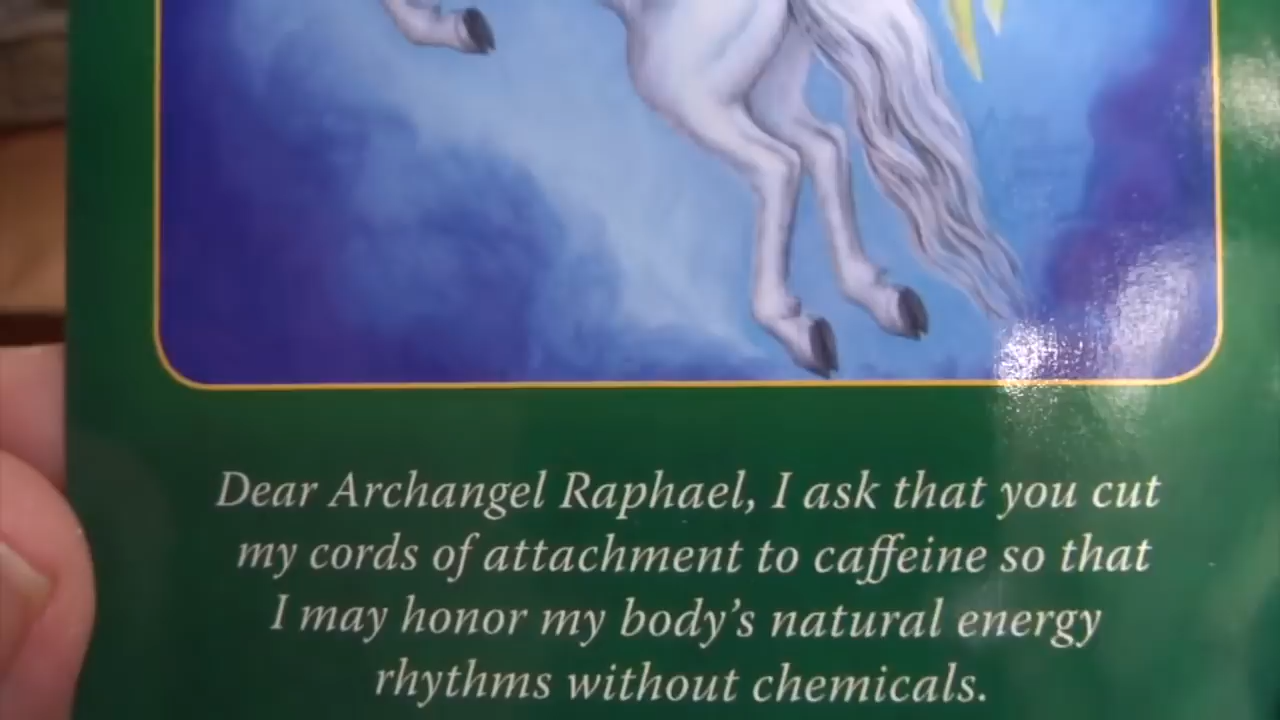 Dear Archangel Raphael, I ask that you cut
my cords of attachment to caffeine so that
I may honor my body's natural energy
rhythms without chemicals.